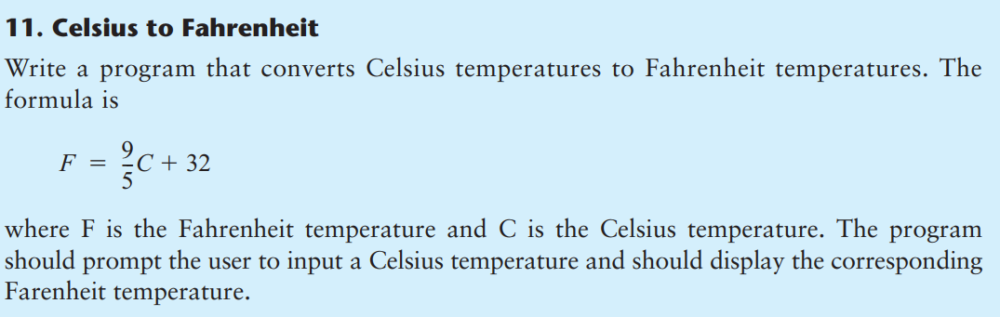 11. Celsius to Fahrenheit
Write a program that converts Celsius temperatures to Fahrenheit temperatures. The
formula is
F = 9/5 C + 32
where F is the Fahrenheit temperature and C is the Celsius temperature. The program
should prompt the user to input a Celsius temperature and should display the corresponding
Farenheit temperature.